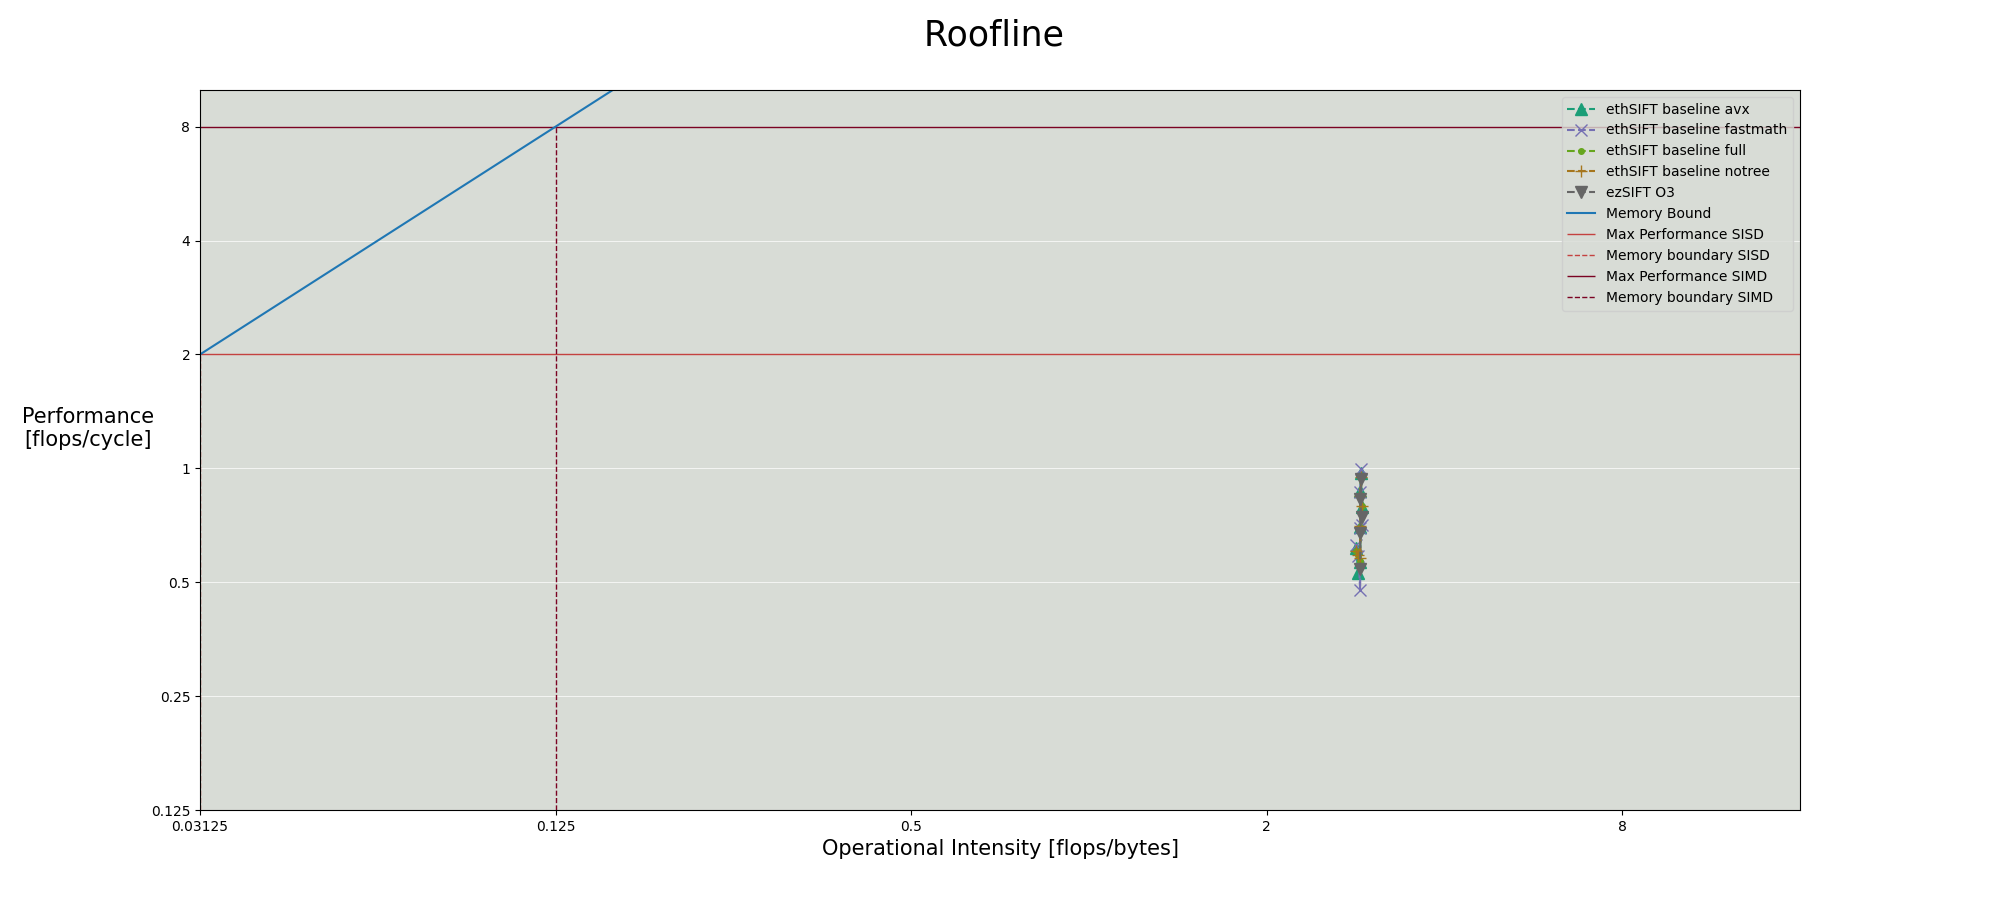 Roofline
8
4
2
1
0.5
0.25
0.125
Performance
[flops/cycle]
ethSIFT baseline avx
ethSIFT baseline fastmath
ethSIFT baseline full
ethSIFT baseline notree
ezSIFT O3
Memory Bound
Max Performance SISD
Memory boundary SISD
Max Performance SIMD
Memory boundary SIMD
0.03125 0.125 0.5 2 8
Operational Intensity [flops/bytes]